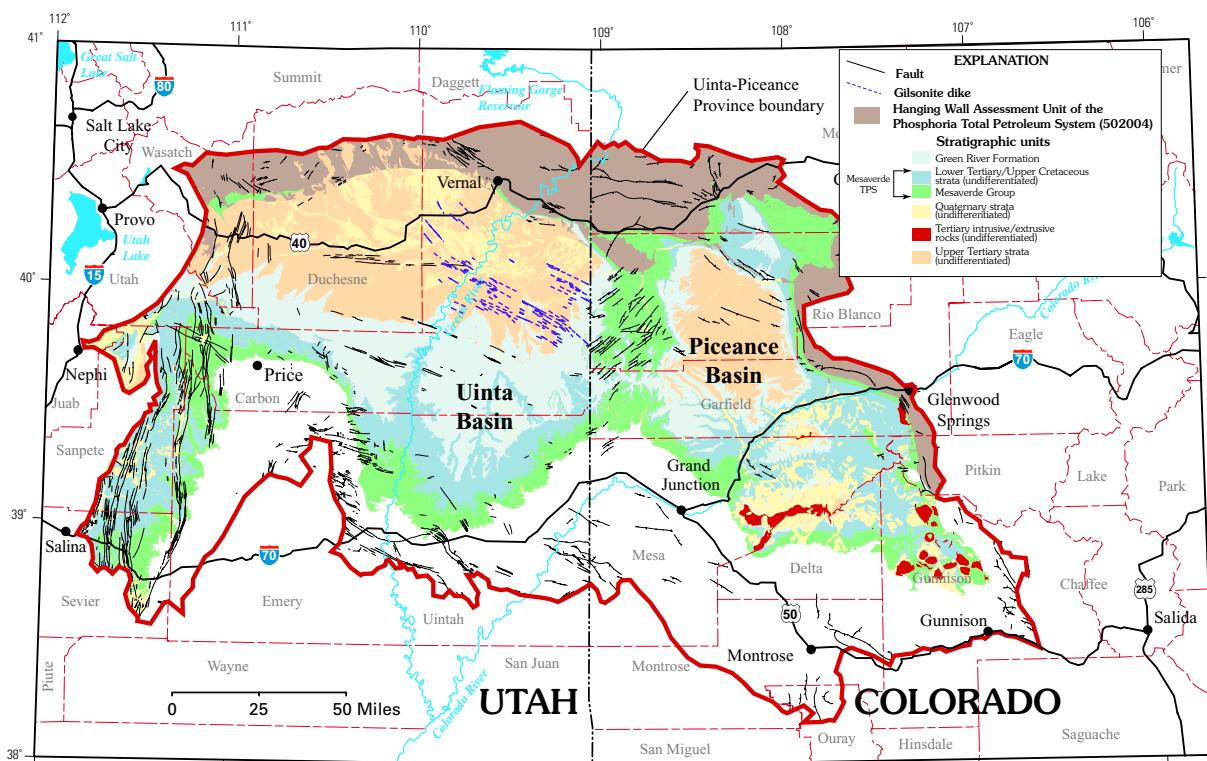 112°
111°
110°
109°
108°
107°
106°
41°
40°
39°
38°
Great Salt
Lake
80
Summit
Daggett
Flaming Gorge
Reservoir
Uinta-Piceance
Province boundary
EXPLANATION
Fault
Gilsonite dike
Hanging Wall Assessment Unit of the
Phosphoria Total Petroleum System (502004)
Stratigraphic units
Green River Formation
Mesaverde
TPS
Lower Tertiary/Upper Cretaceous
strata (undifferentiated)
Mesaverde Group
Quaternary strata
(undifferentiated)
Tertiary intrusive/extrusive
rocks (undifferentiated)
Upper Tertiary strata
(undifferentiated)
Salt Lake
City
Wasatch
Vernal
Provo
Utah
Lake
40
15
Utah
Duchesne
Rio Blanco
Colorado
Eagle
70
Nephi
Juab
Price
Carbon
Uinta
Basin
Piceance
Basin
Garfield
Glenwood
Springs
Sanpete
Grand
Junction
Pitkin
Lake
Park
Salina
70
Mesa
Delta
Gunnison
Chaffee
285
Sevier
Emery
Uintah
50
Gunnison
Salida
Piute
Wayne
San Juan
Montrose
Montrose
0
25
50 Miles
UTAH
COLORADO
Colorado River
San Miguel
Ouray
Hinsdale
Saguache